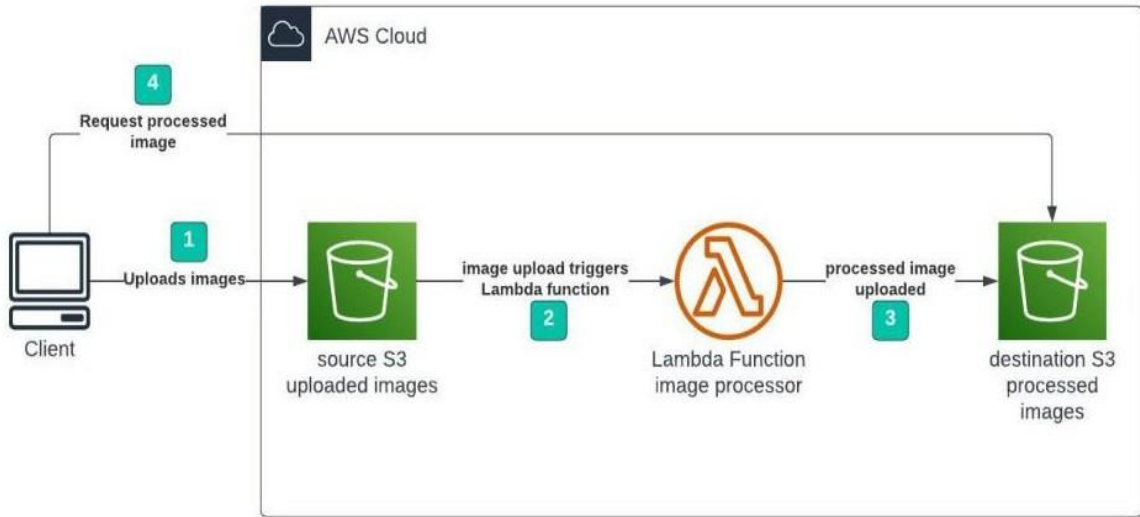 AWS Cloud
4
Request processed
image
1
Uploads images
Client
source S3
uploaded images
image upload triggers
Lambda function
2
Lambda Function
image processor
processed image
uploaded
3
destination S3
processed
images